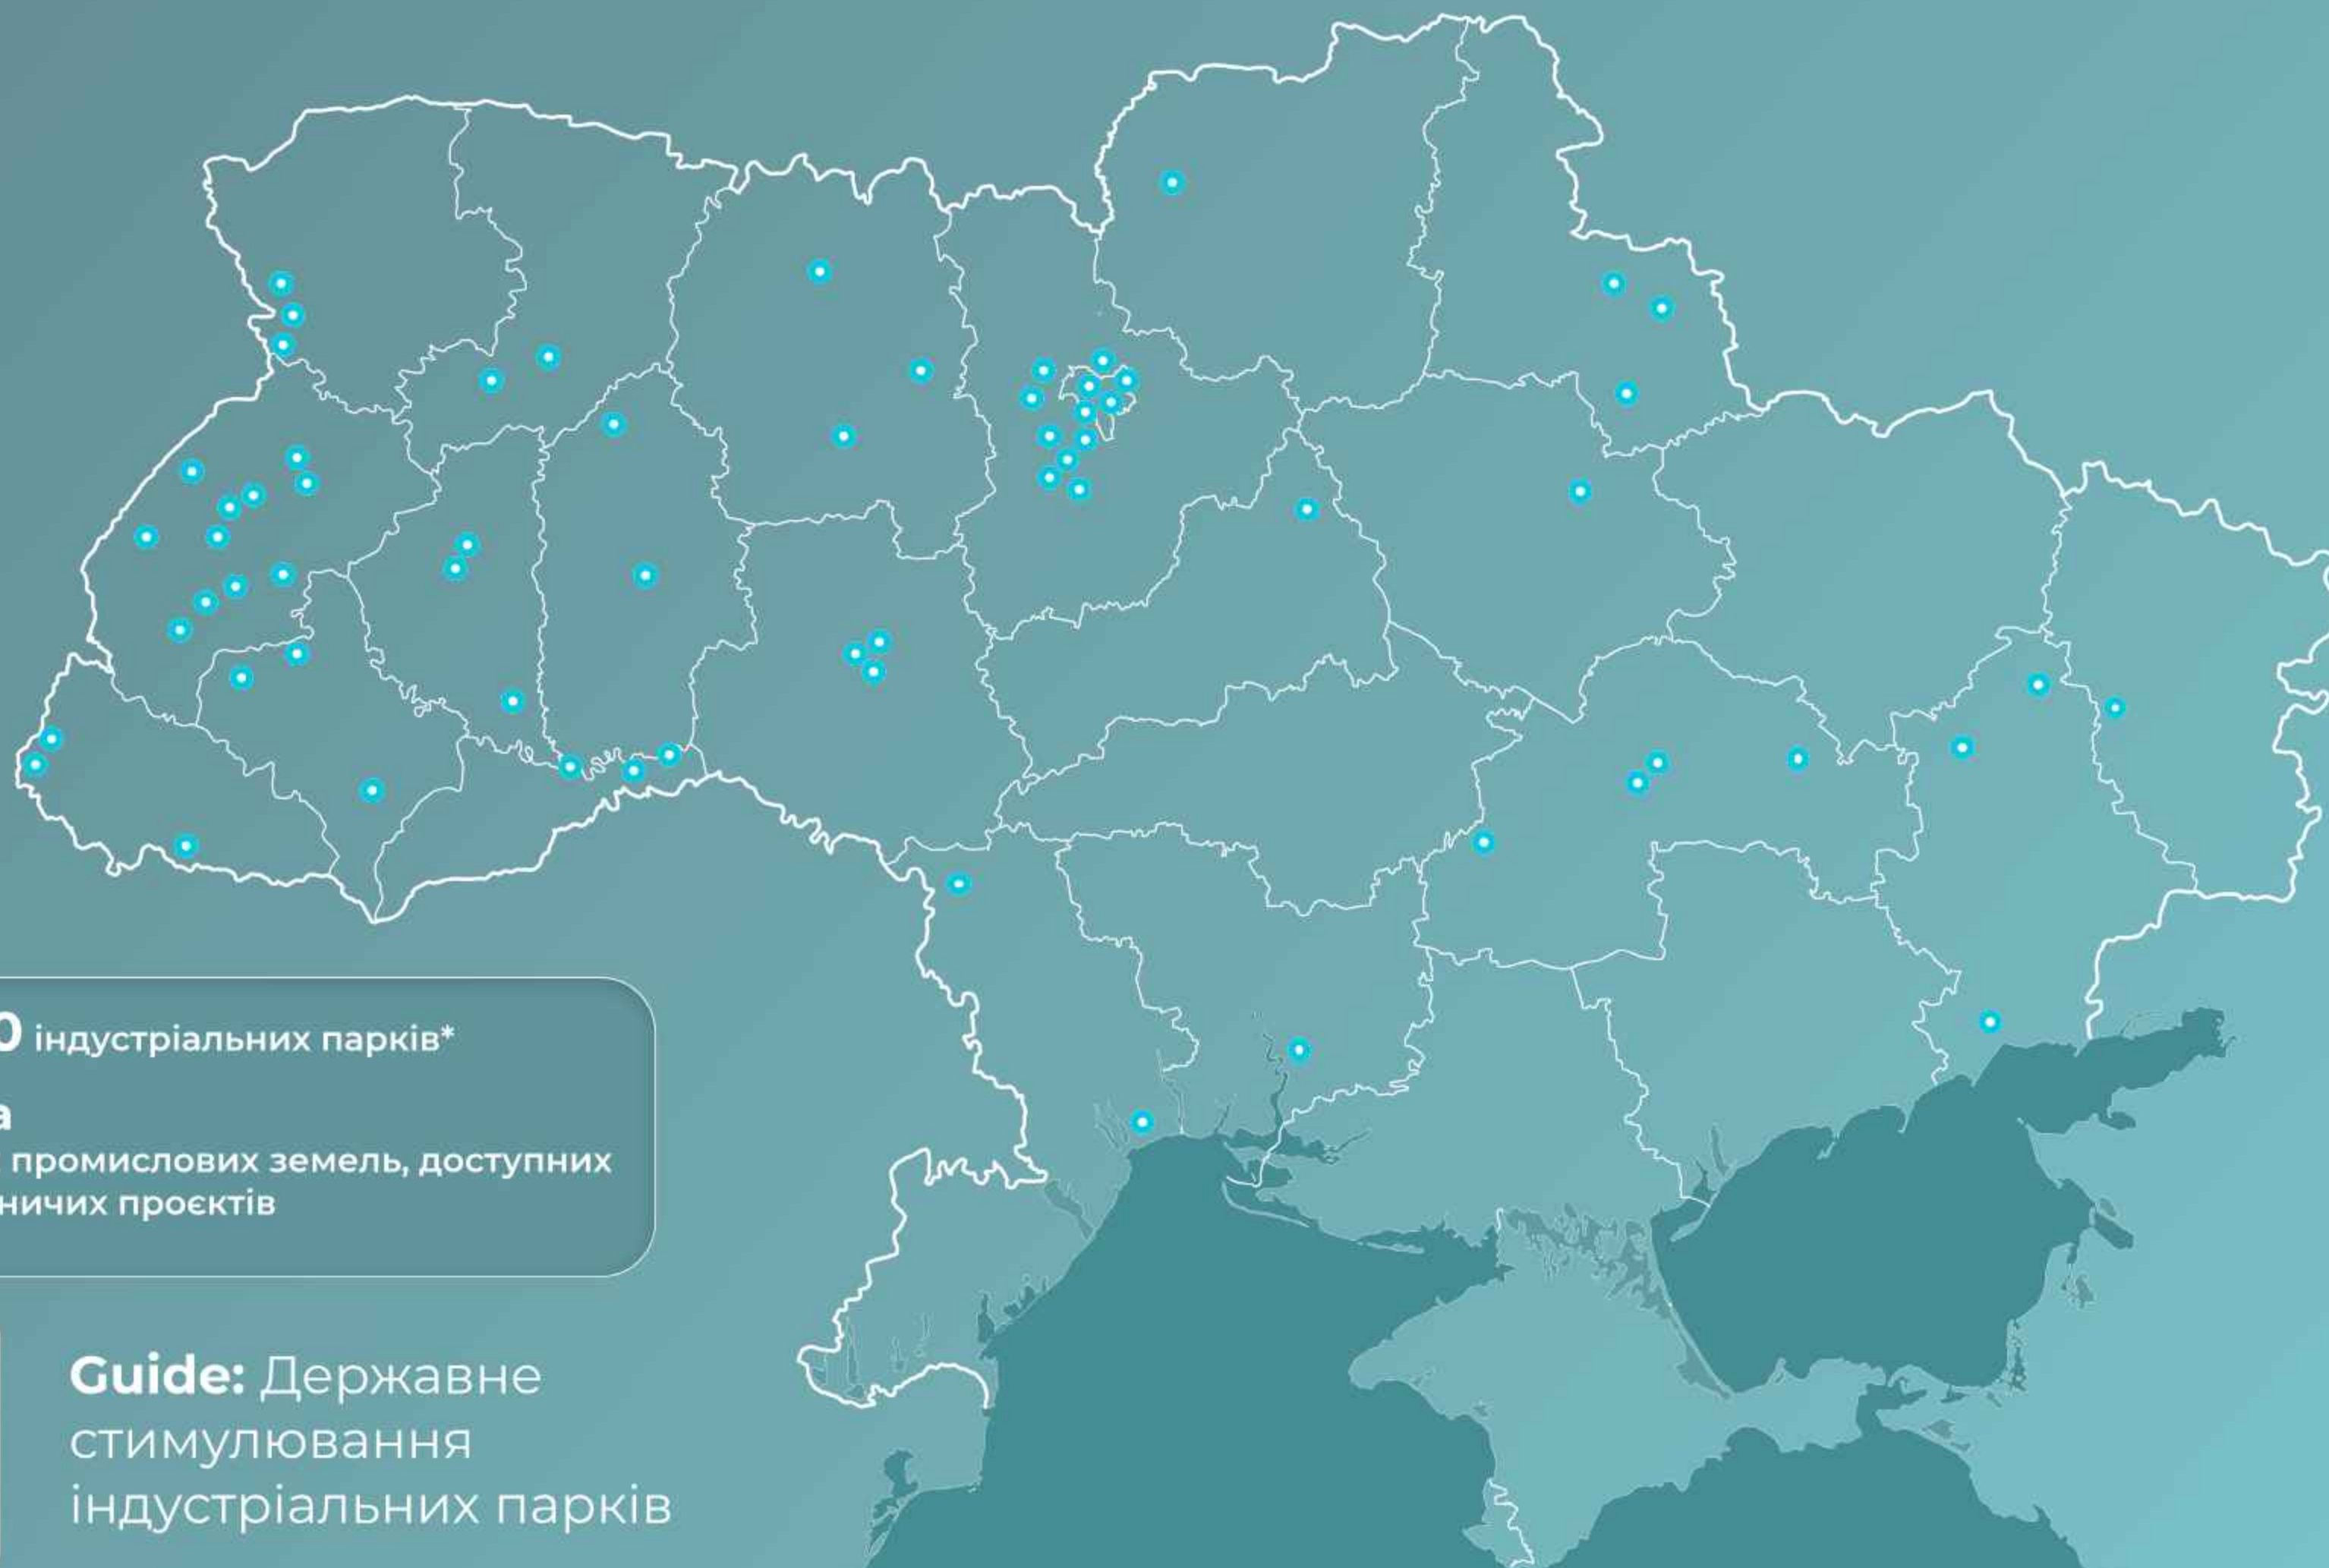 0 індустріальних парків*
а
промислових земель, доступних
ничих проєктів
Guide: Державне
стимулювання
індустріальних парків